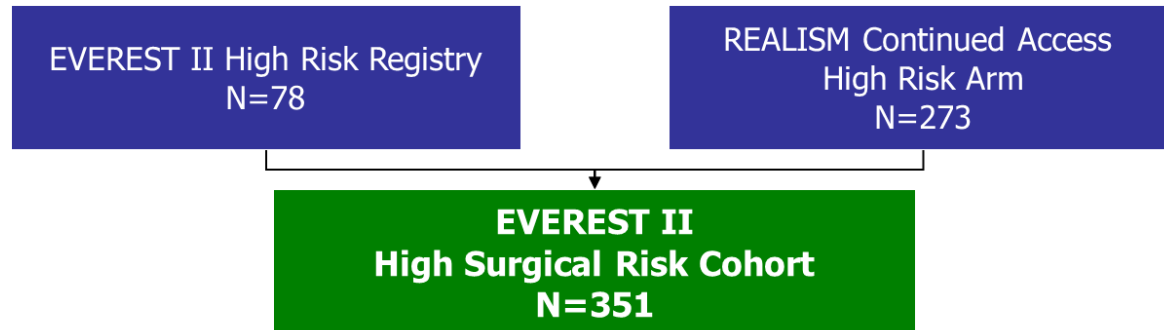 EVEREST II High Risk Registry
N=78
REALISM Continued Access
High Risk Arm
N=273
EVEREST II
High Surgical Risk Cohort
N=351